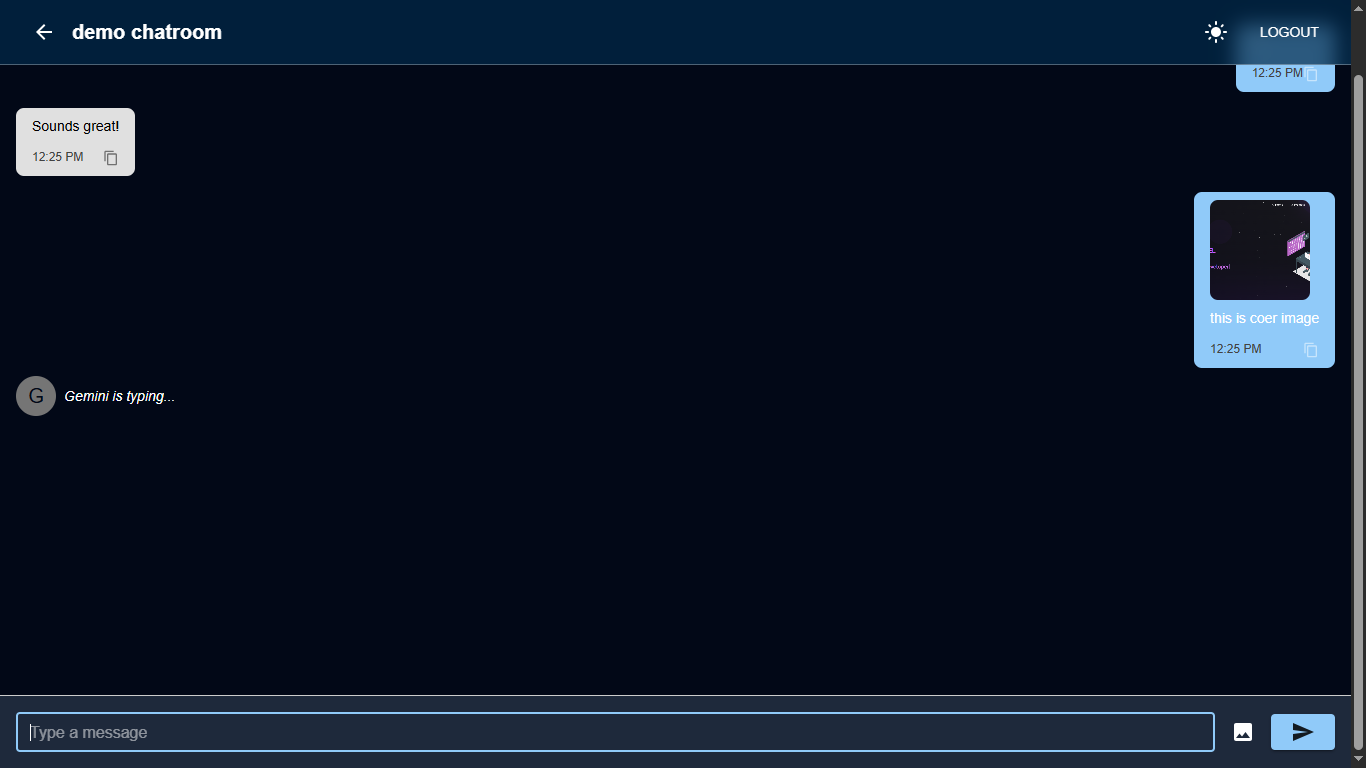 demo chatroom
LOGOUT
12:25 PM
Sounds great!
12:25 PM
this is coer image
12:25 PM
G
Gemini is typing...
Type a message